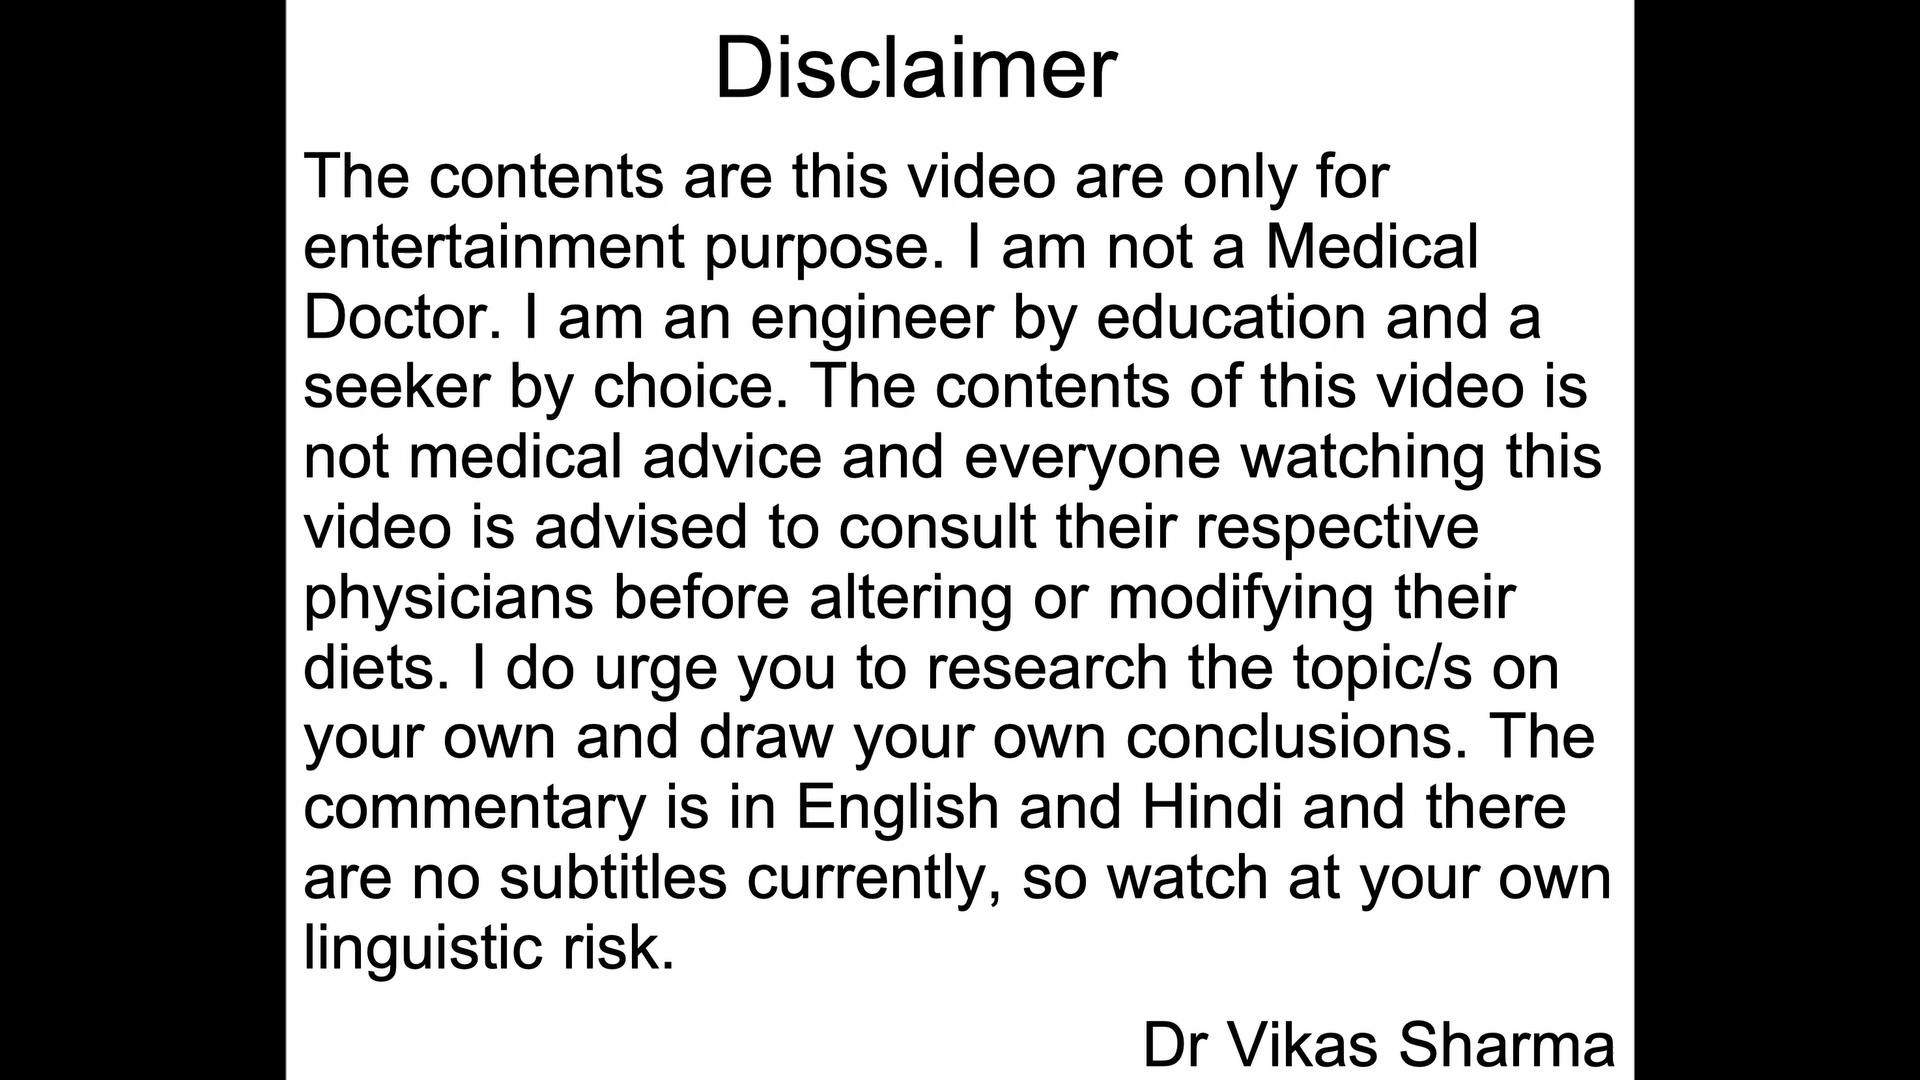 Disclaimer
The contents are this video are only for
entertainment purpose. I am not a Medical
Doctor. I am an engineer by education and a
seeker by choice. The contents of this video is
not medical advice and everyone watching this
video is advised to consult their respective
physicians before altering or modifying their
diets. I do urge you to research the topic/s on
your own and draw your own conclusions. The
commentary is in English and Hindi and there
are no subtitles currently, so watch at your own
linguistic risk.
Dr Vikas Sharma